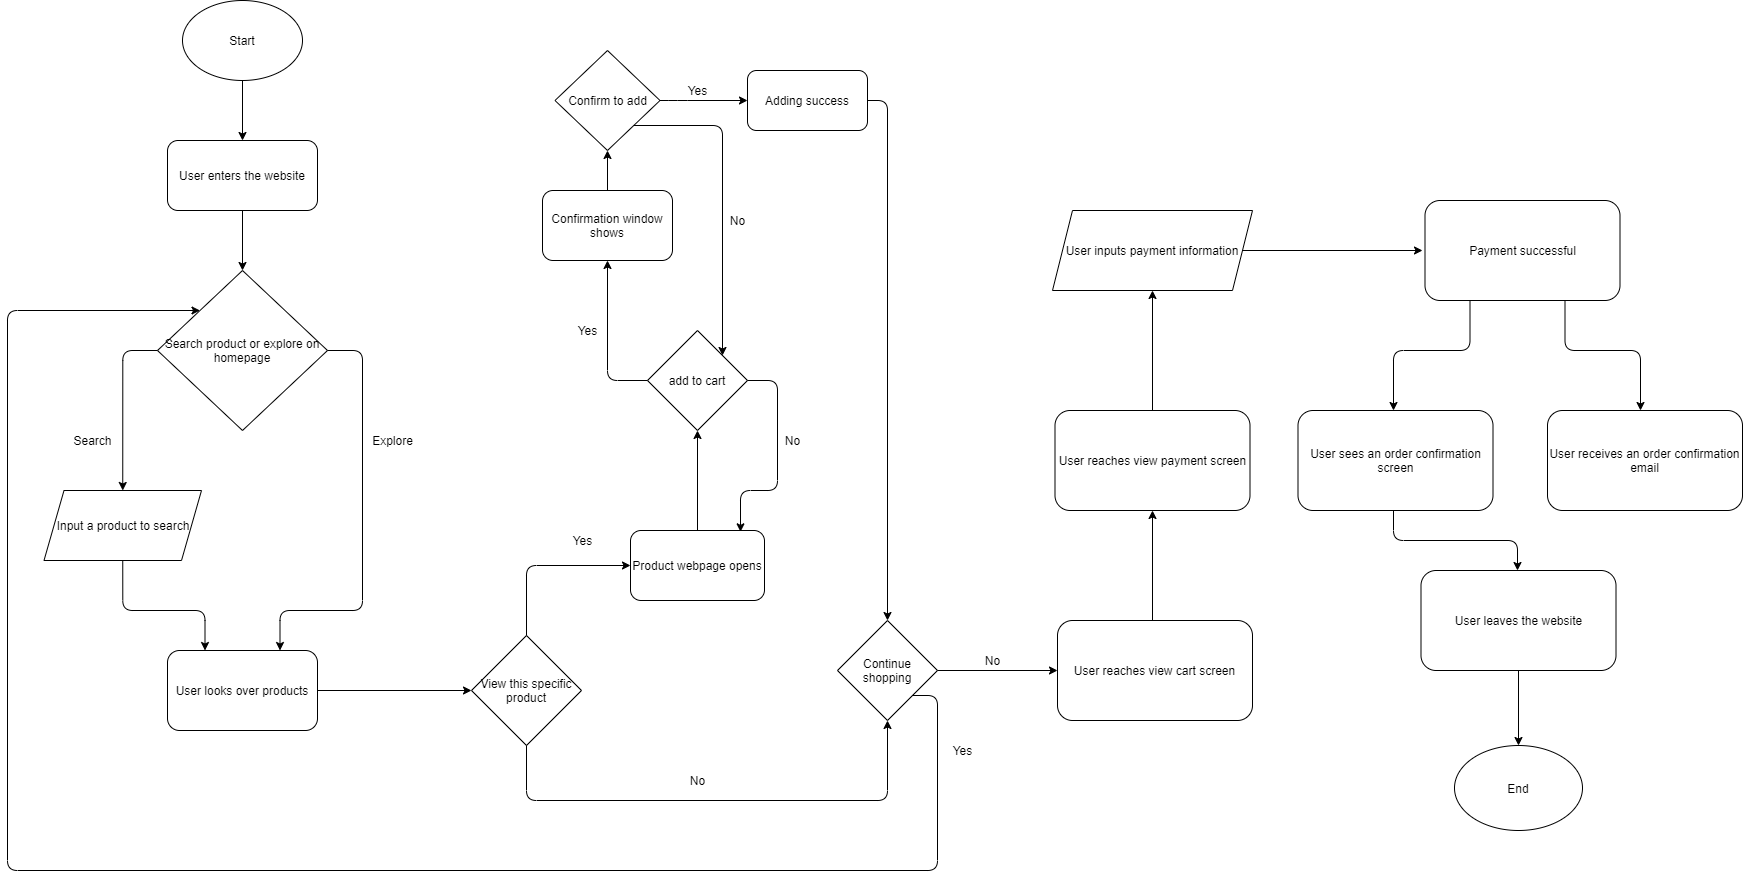 Start
User enters the website
Search product or explore on
homepage
Search
Explore
Input a product to search
User looks over products
View this specific
product
Yes
No
Product webpage opens
add to cart
Yes
No
Confirmation window
shows
Confirm to add
Yes
No
Adding success
Continue
shopping
No
Yes
User reaches view cart screen
User reaches view payment screen
User inputs payment information
Payment successful
User sees an order confirmation
screen
User receives an order confirmation
email
User leaves the website
End